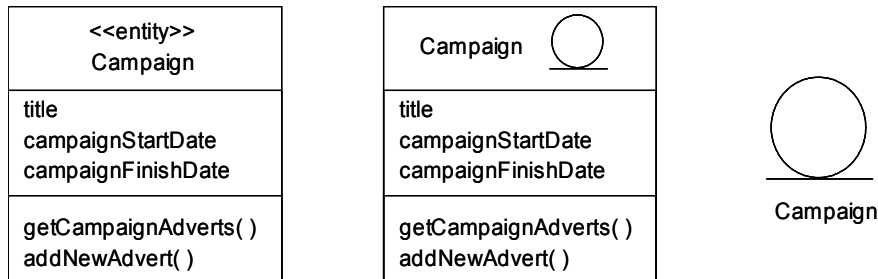 <<entity>>
Campaign
title
campaignStartDate
campaignFinishDate
getCampaignAdverts( )
addNewAdvert( )
Campaign
title
campaignStartDate
campaignFinishDate
getCampaignAdverts( )
addNewAdvert( )
Campaign